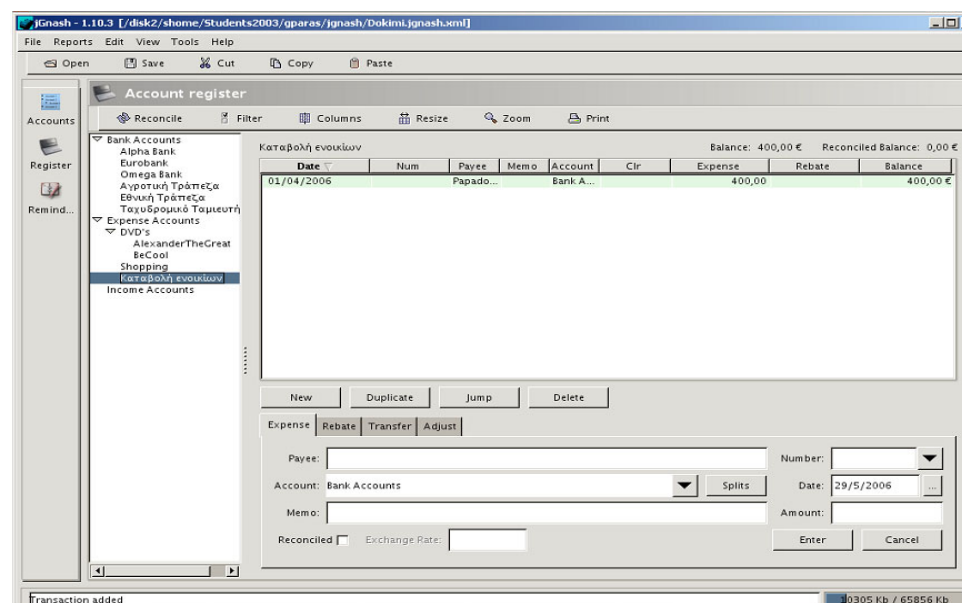 jGnash - 1.10.3 [/disk2/shome/Students2003/gparas/jgnash/Dokimi.jgnash.xml]
File Reports Edit View Tools Help
Open Save Cut Copy Paste
Accounts
Register
Remind...
Account register
Reconcile Filter Columns Resize Zoom Print
Bank Accounts
Alpha Bank
Eurobank
Omega Bank
Αγροτική Τράπεζα
Εθνική Τράπεζα
Ταχυδρομικό Ταμιευτή
Expense Accounts
DVD's
AlexanderTheGreat
BeCool
Shopping
Καταβολή ενοικίων
Income Accounts
Καταβολή ενοικίων Balance: 400,00 € Reconciled Balance: 0,00 €
Date Num Payee Memo Account Clr Expense Rebate Balance
01/04/2006 Papado... Bank A... 400,00 400,00 €
New Duplicate Jump Delete
Expense Rebate Transfer Adjust
Payee: Number:
Account: Bank Accounts Splits Date: 29/5/2006 ...
Memo: Amount:
Reconciled Exchange Rate: Enter Cancel
Transaction added 10305 Kb / 65856 Kb